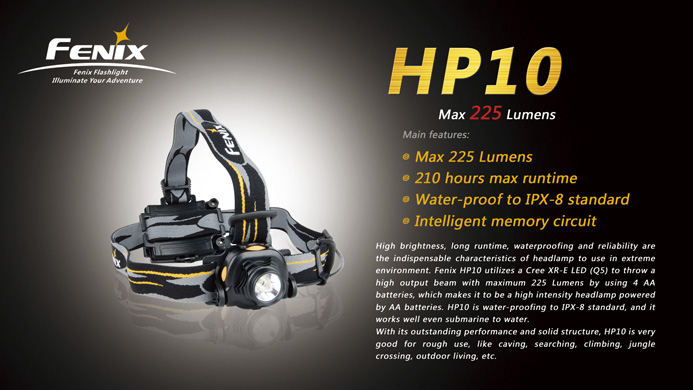 FENIX
Fenix Flashlight
Illuminate Your Adventure
HP10
Max 225 Lumens
Main features:
Max 225 Lumens
210 hours max runtime
Water-proof to IPX-8 standard
Intelligent memory circuit
High brightness, long runtime, waterproofing and reliability are
the indispensable characteristics of headlamp to use in extreme
environment. Fenix HP10 utilizes a Cree XR-E LED (Q5) to throw a
high output beam with maximum 225 Lumens by using 4 AA
batteries, which makes it to be a high intensity headlamp powered
by AA batteries. HP10 is water-proofing to IPX-8 standard, and it
works well even submarine to water.
With its outstanding performance and solid structure, HP10 is very
good for rough use, like caving, searching, climbing, jungle
crossing, outdoor living, etc.
FENIX
FENIX